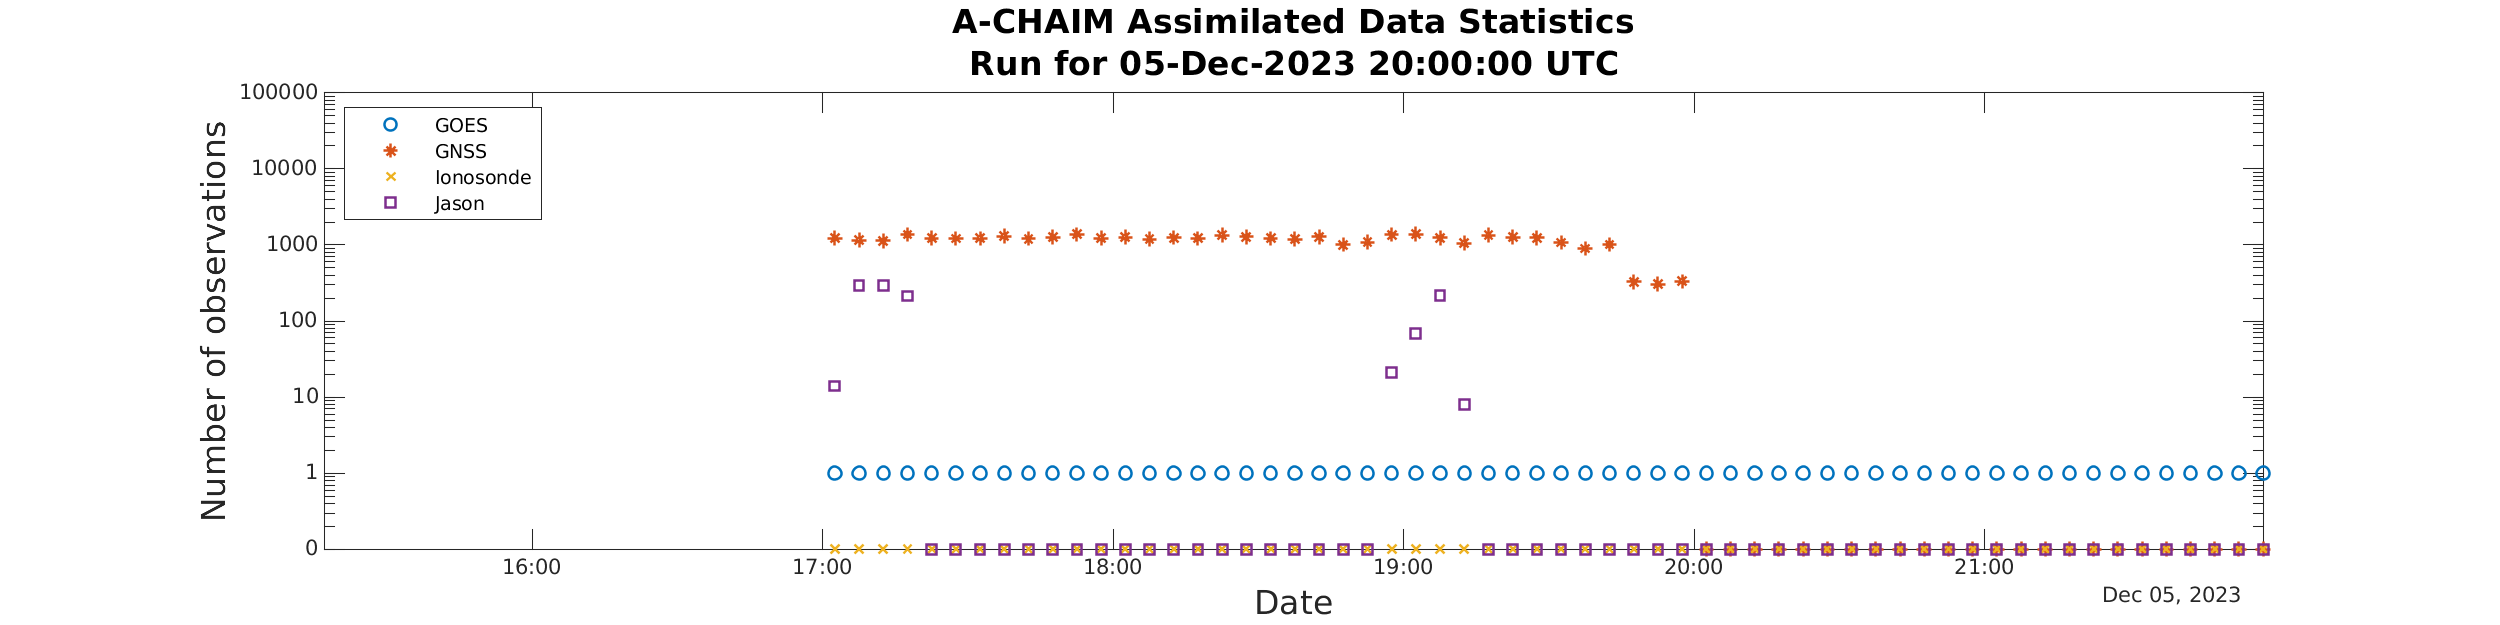 A-CHAIM Assimilated Data Statistics
Run for 05-Dec-2023 20:00:00 UTC
Number of observations
100000
10000
1000
100
10
1
0
GOES
GNSS
Ionosonde
Jason
16:00 17:00 18:00 19:00 20:00 21:00
Date
Dec 05, 2023